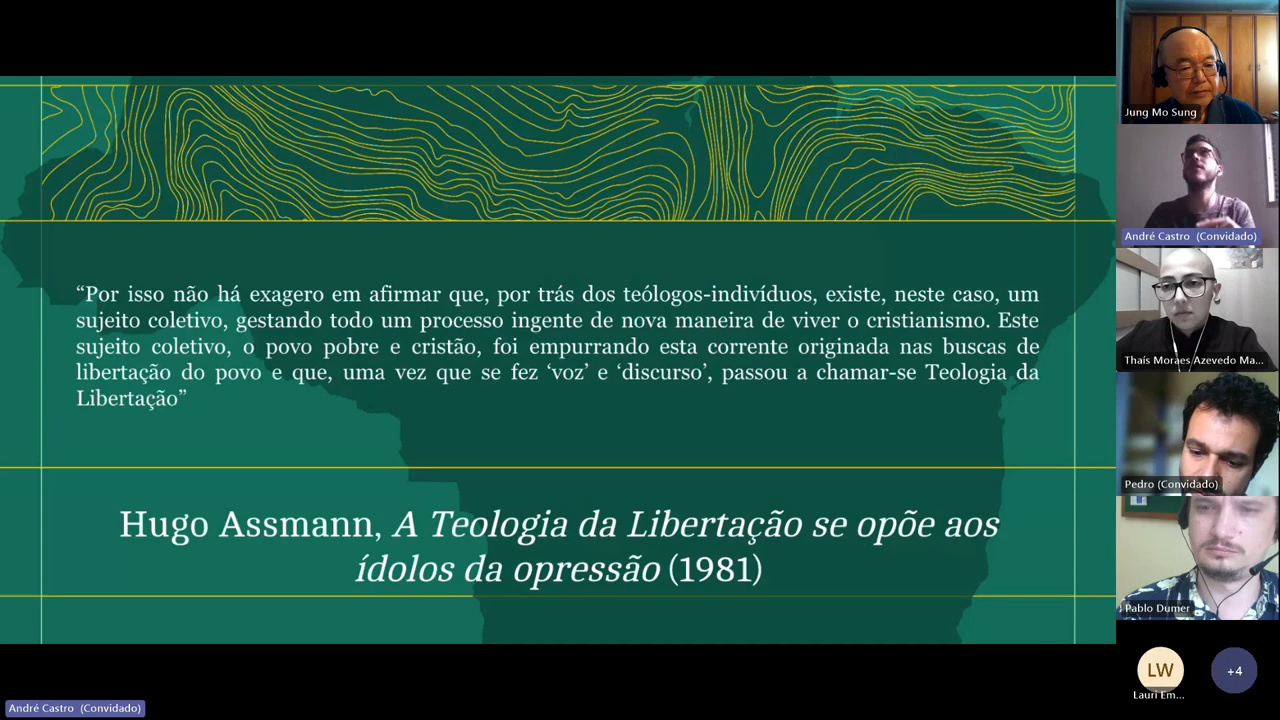 “Por isso não há exagero em afirmar que, por trás dos teólogos-indivíduos, existe, neste caso, um
sujeito coletivo, gestando todo um processo ingente de nova maneira de viver o cristianismo. Este
sujeito coletivo, o povo pobre e cristão, foi empurrando esta corrente originada nas buscas de
libertação do povo e que, uma vez que se fez ‘voz’ e ‘discurso’, passou a chamar-se Teologia da
Libertação”
Hugo Assmann, A Teologia da Libertação se opõe aos
ídolos da opressão (1981)
Jung Mo Sung
André Castro (Convidado)
Thaís Moraes Azevedo Ma...
Pedro (Convidado)
Pablo Dumer
LW
Lauri Em...
+4
André Castro (Convidado)